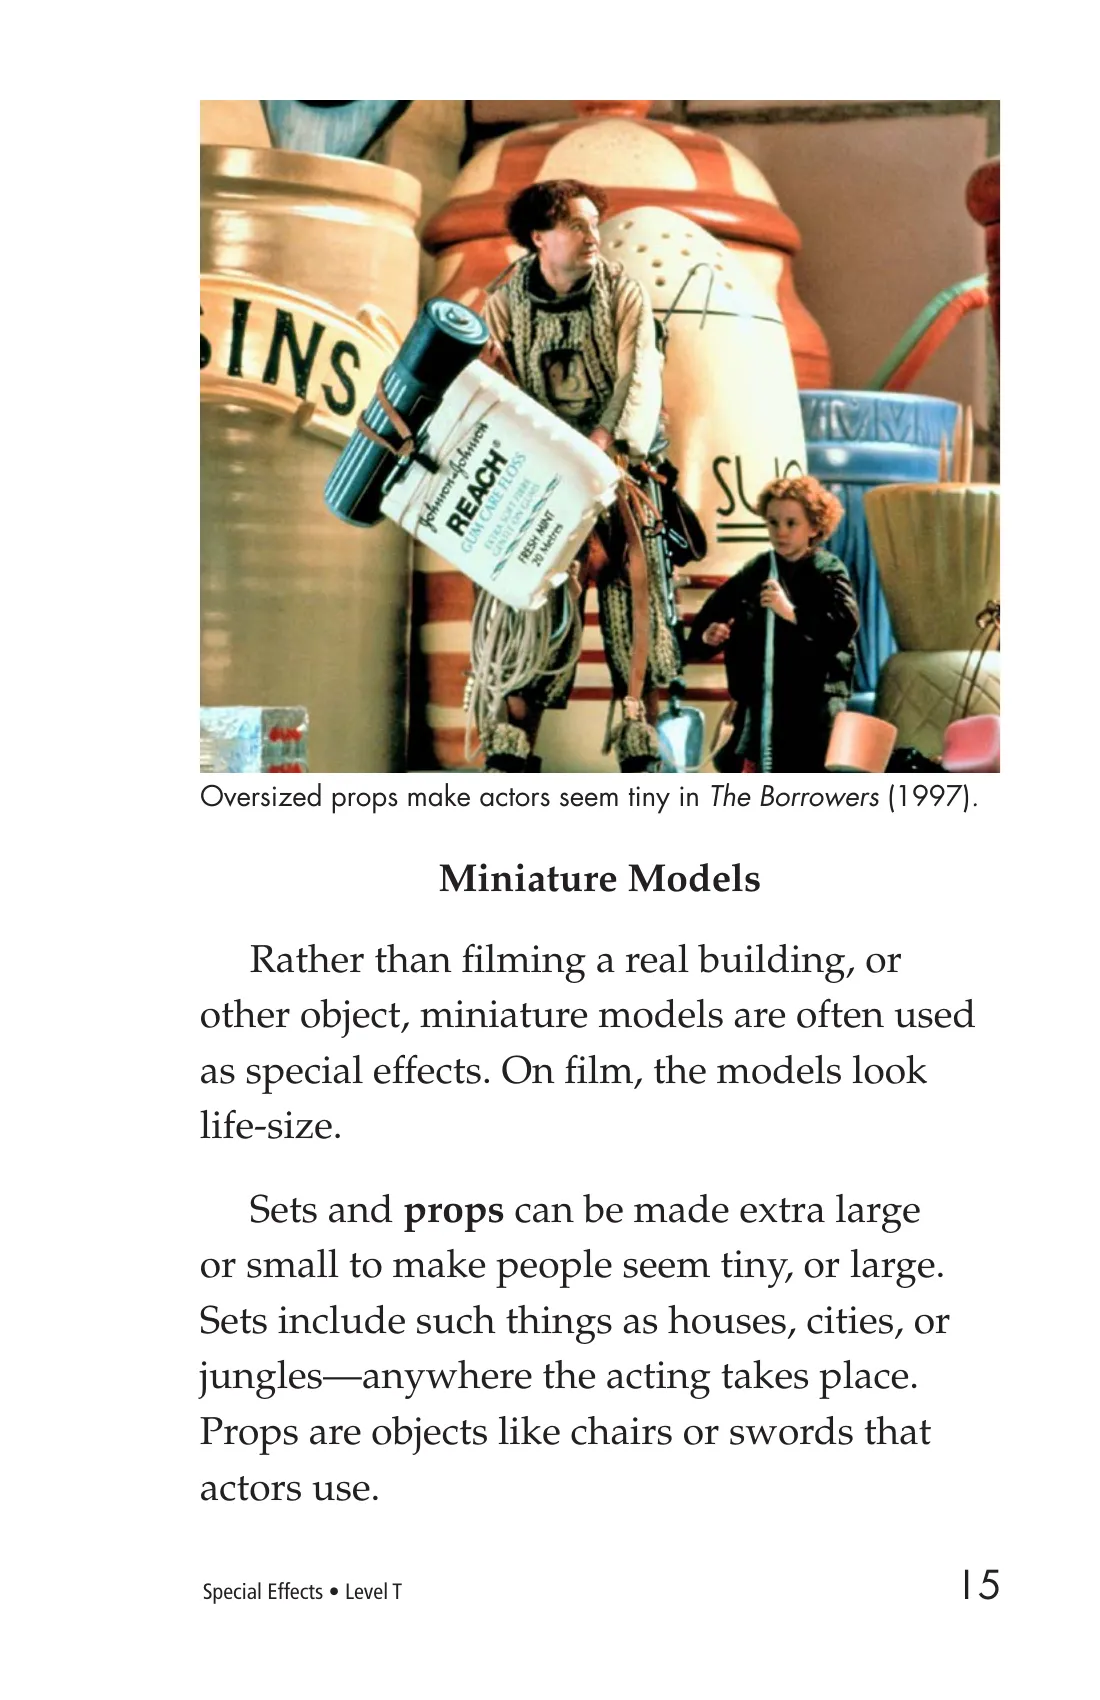 SINS
Johnson & Johnson
REACH®
GUM CARE FLOSS
EXTRA SOFT FIBRE
GENTLE ON GUMS
FRESH MINT
20 Metres
Oversized props make actors seem tiny in The Borrowers (1997).
Miniature Models
Rather than filming a real building, or
other object, miniature models are often used
as special effects. On film, the models look
life-size.
Sets and props can be made extra large
or small to make people seem tiny, or large.
Sets include such things as houses, cities, or
jungles—anywhere the acting takes place.
Props are objects like chairs or swords that
actors use.
Special Effects • Level T
15